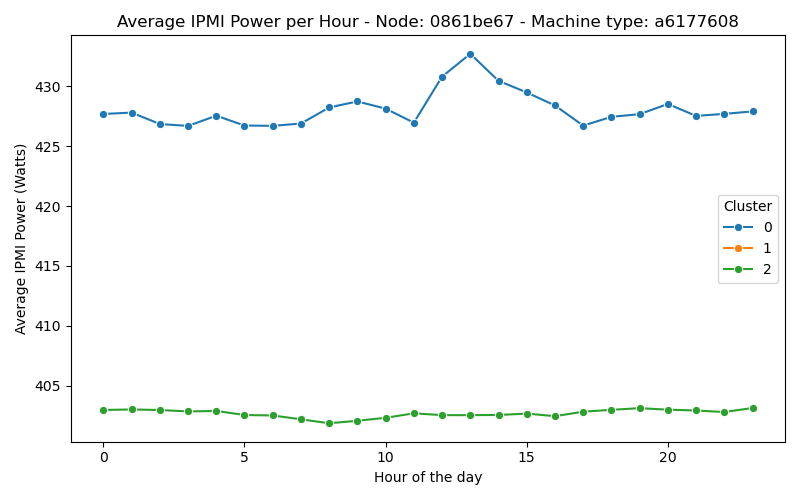 Average IPMI Power per Hour - Node: 0861be67 - Machine type: a6177608
Average IPMI Power (Watts)
430
425
420
415
410
405
Cluster
0
1
2
0 5 10 15 20
Hour of the day